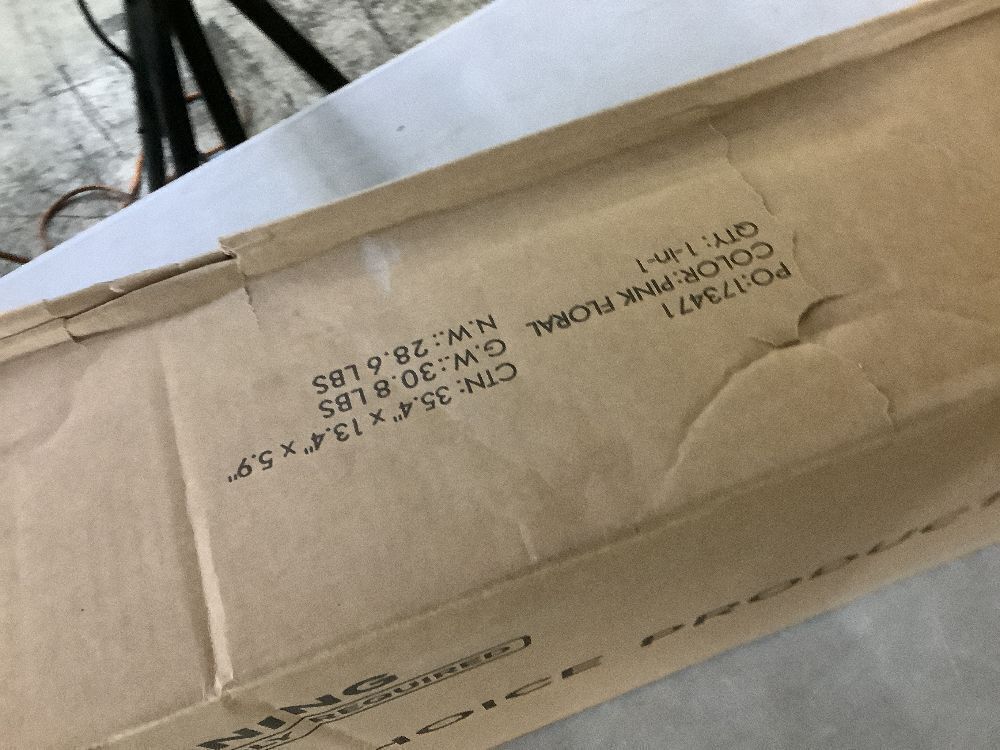 PO:173471
COLOR:PINK FLORAL
QTY: 1-In-1
CTN: 35.4" x 13.4" x 5.9"
G.W.: 30.8 LBS
N.W.: 28.6 LBS
REQUIRED